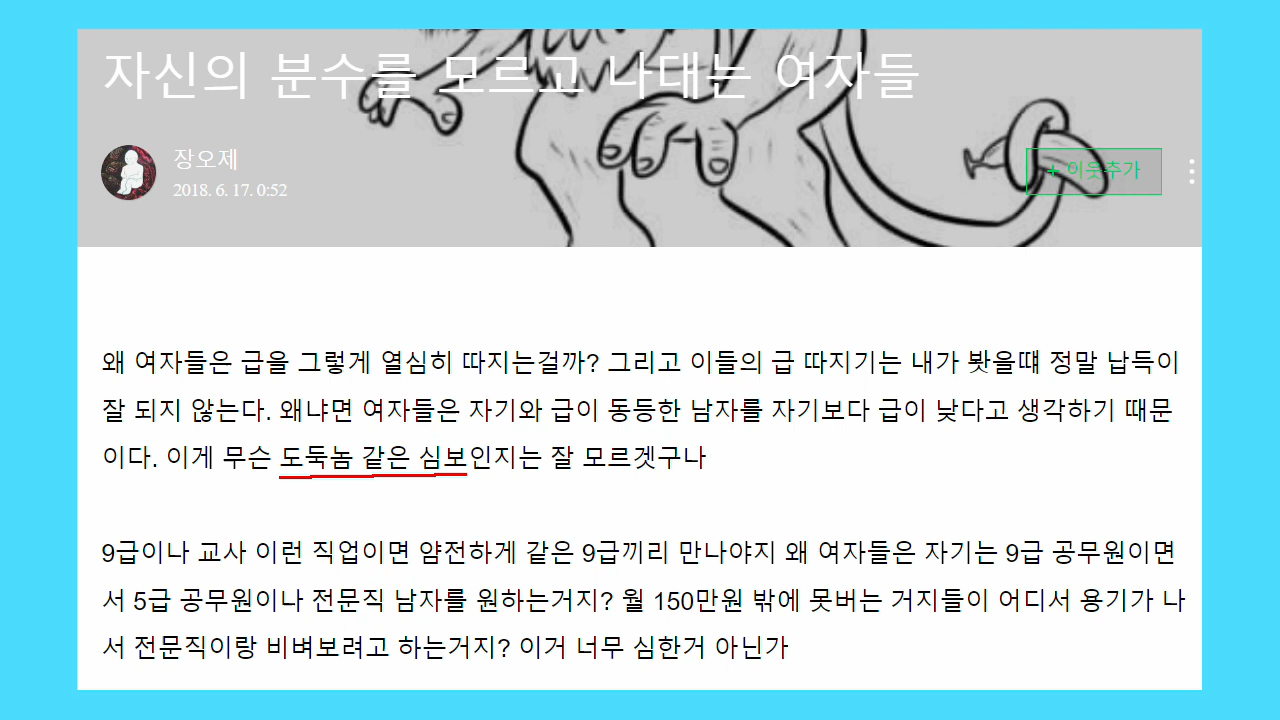 자신의 분수를 모르고 나대는 여자들
장오제
2018. 6. 17. 0:52
+ 이웃추가
왜 여자들은 급을 그렇게 열심히 따지는걸까? 그리고 이들의 급 따지기는 내가 봣을떄 정말 납득이
잘 되지 않는다. 왜냐면 여자들은 자기와 급이 동등한 남자를 자기보다 급이 낮다고 생각하기 때문
이다. 이게 무슨 도둑놈 같은 심보인지는 잘 모르겟구나
9급이나 교사 이런 직업이면 얌전하게 같은 9급끼리 만나야지 왜 여자들은 자기는 9급 공무원이면
서 5급 공무원이나 전문직 남자를 원하는거지? 월 150만원 밖에 못버는 거지들이 어디서 용기가 나
서 전문직이랑 비벼보려고 하는거지? 이거 너무 심한거 아닌가